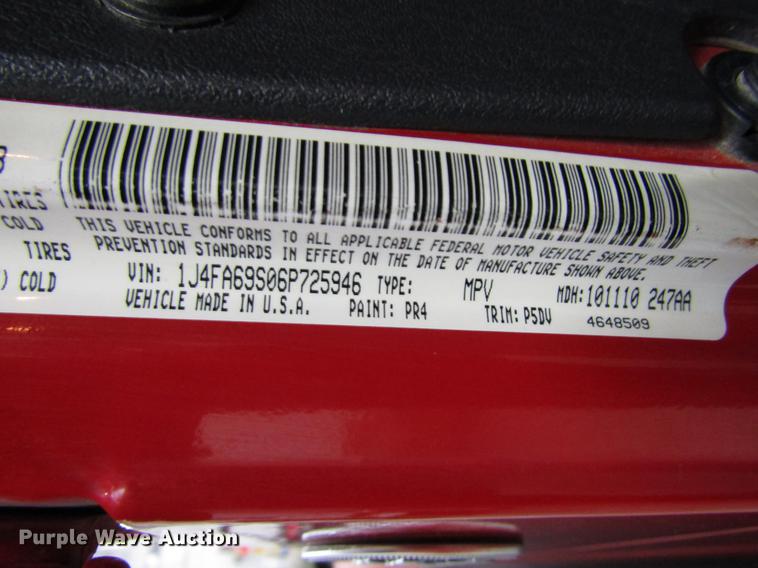 8
TIRES
COLD
TIRES
) COLD
THIS VEHICLE CONFORMS TO ALL APPLICABLE FEDERAL MOTOR VEHICLE SAFETY AND THEFT
PREVENTION STANDARDS IN EFFECT ON THE DATE OF MANUFACTURE SHOWN ABOVE.
VIN: 1J4FA69S06P725946 TYPE: MPV MDH:101110 247AA
VEHICLE MADE IN U.S.A. PAINT: PR4 TRIM: P5DV 4648509
Purple Wave Auction